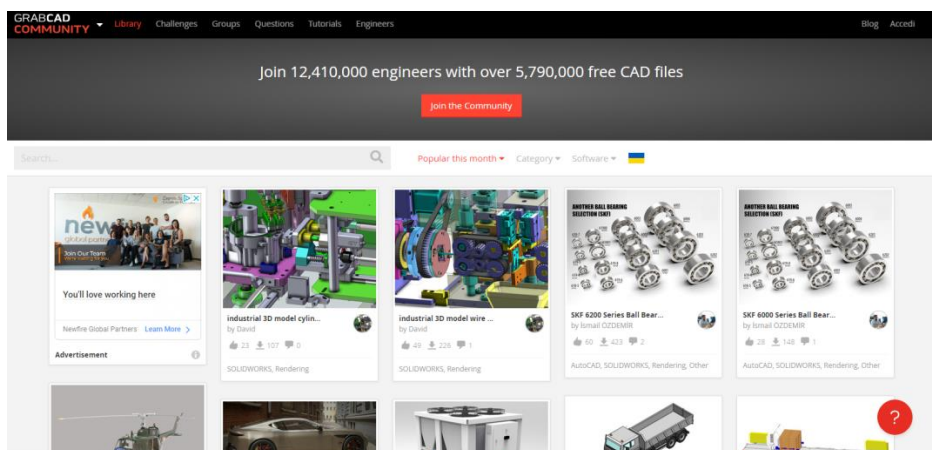 GRABCAD
COMMUNITY
Library Challenges Groups Questions Tutorials Engineers
Blog Accedi
Join 12,410,000 engineers with over 5,790,000 free CAD files
Join the Community
Search...
Popular this month Category Software
new
global partners
Join Our Team
You'll love working here
Newfire Global Partners Learn More >
Advertisement
industrial 3D model cylin...
by David
23 107 0
SOLIDWORKS, Rendering
industrial 3D model wire ...
by David
49 226 1
SOLIDWORKS, Rendering
ANOTHER BALL BEARING
SELECTION (SKF)
SKF 6200 Series Ball Bear...
by İsmail ÖZDEMİR
60 423 2
AutoCAD, SOLIDWORKS, Rendering, Other
ANOTHER BALL BEARING
SELECTION (SKF)
SKF 6000 Series Ball Bear...
by İsmail ÖZDEMİR
28 148 1
AutoCAD, SOLIDWORKS, Rendering, Other
?